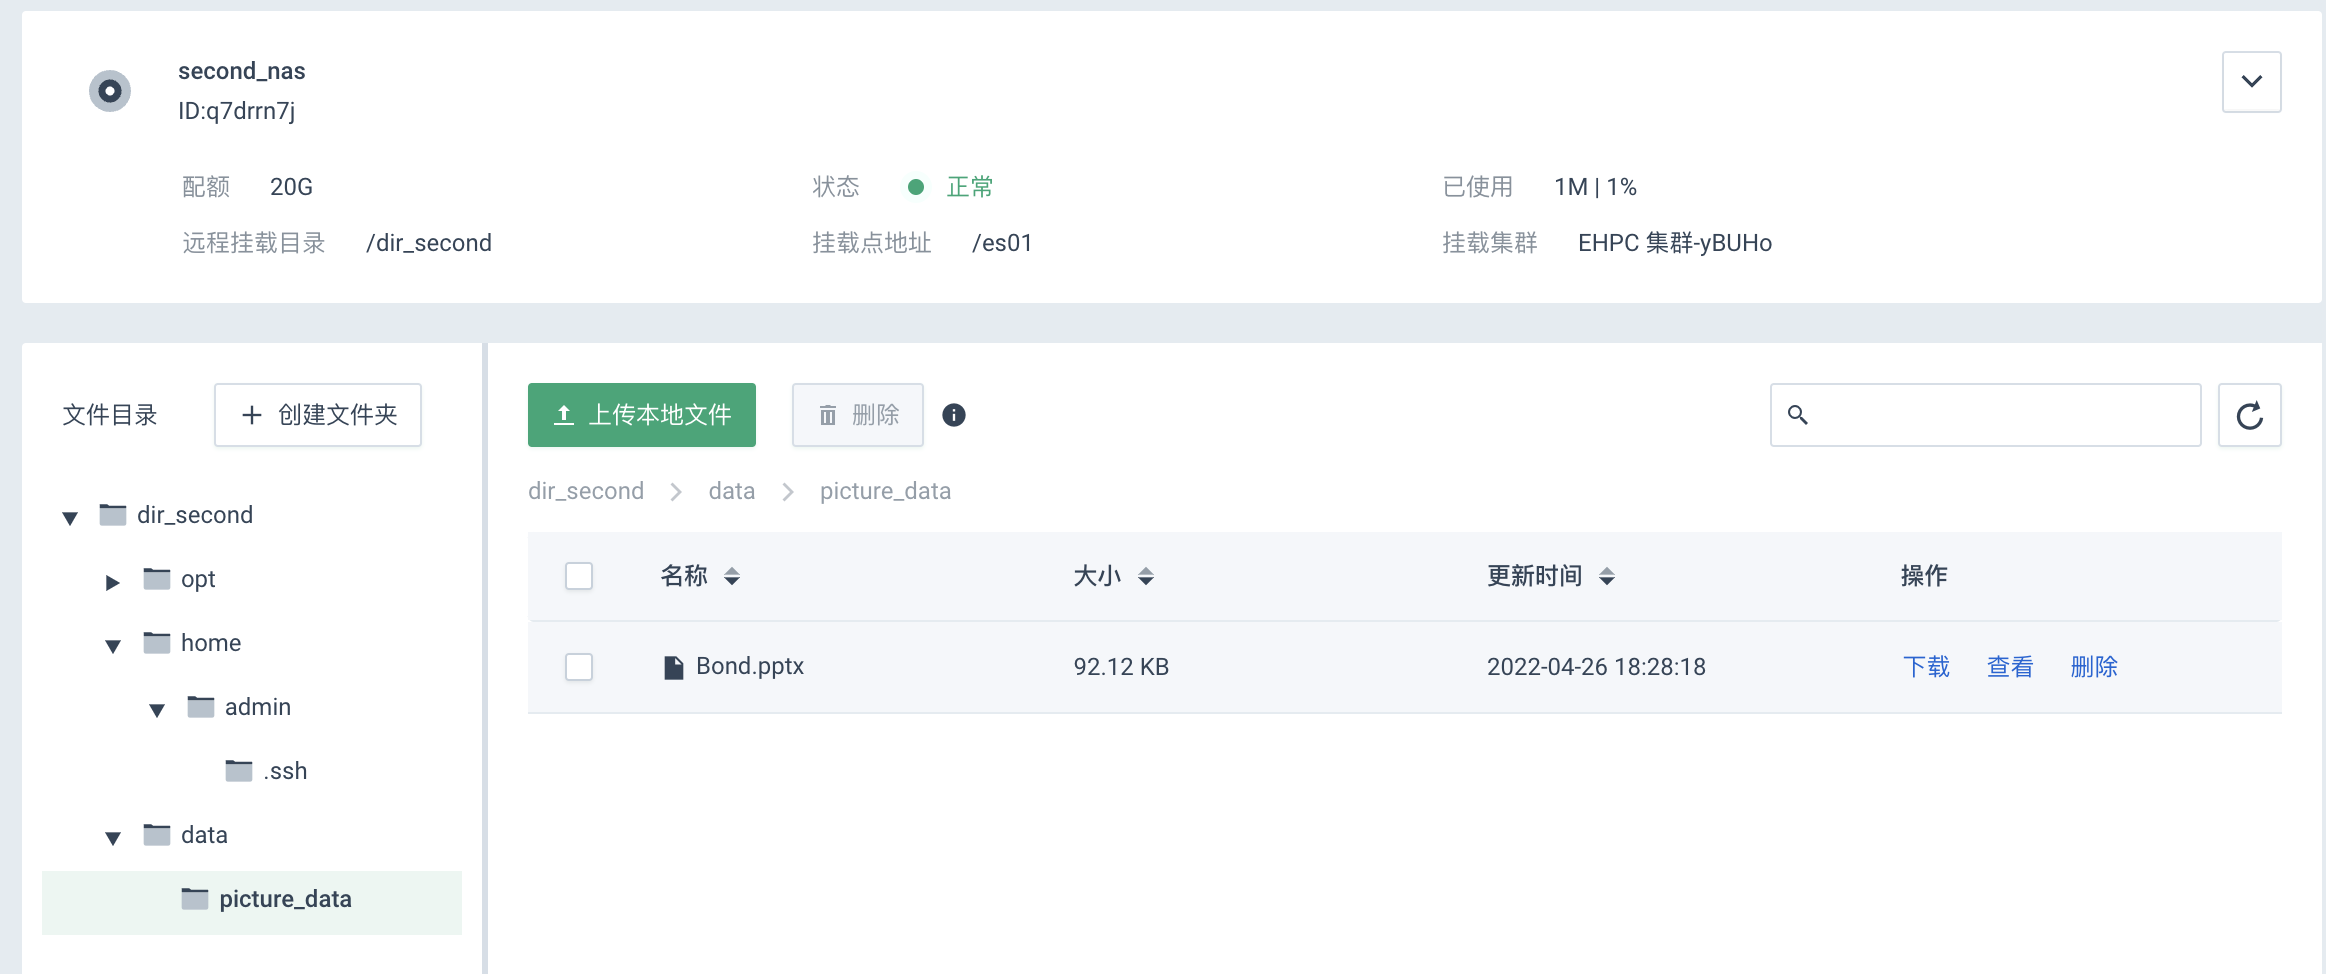 second_nas
ID:q7drrn7j
配额 20G 状态 正常 已使用 1M | 1%
远程挂载目录 /dir_second 挂载点地址 /es01 挂载集群 EHPC 集群-yBUHo
文件目录 创建文件夹 上传本地文件 删除
dir_second data picture_data
dir_second
opt
home
admin
.ssh
data
picture_data
名称 大小 更新时间 操作
Bond.pptx 92.12 KB 2022-04-26 18:28:18 下载 查看 删除